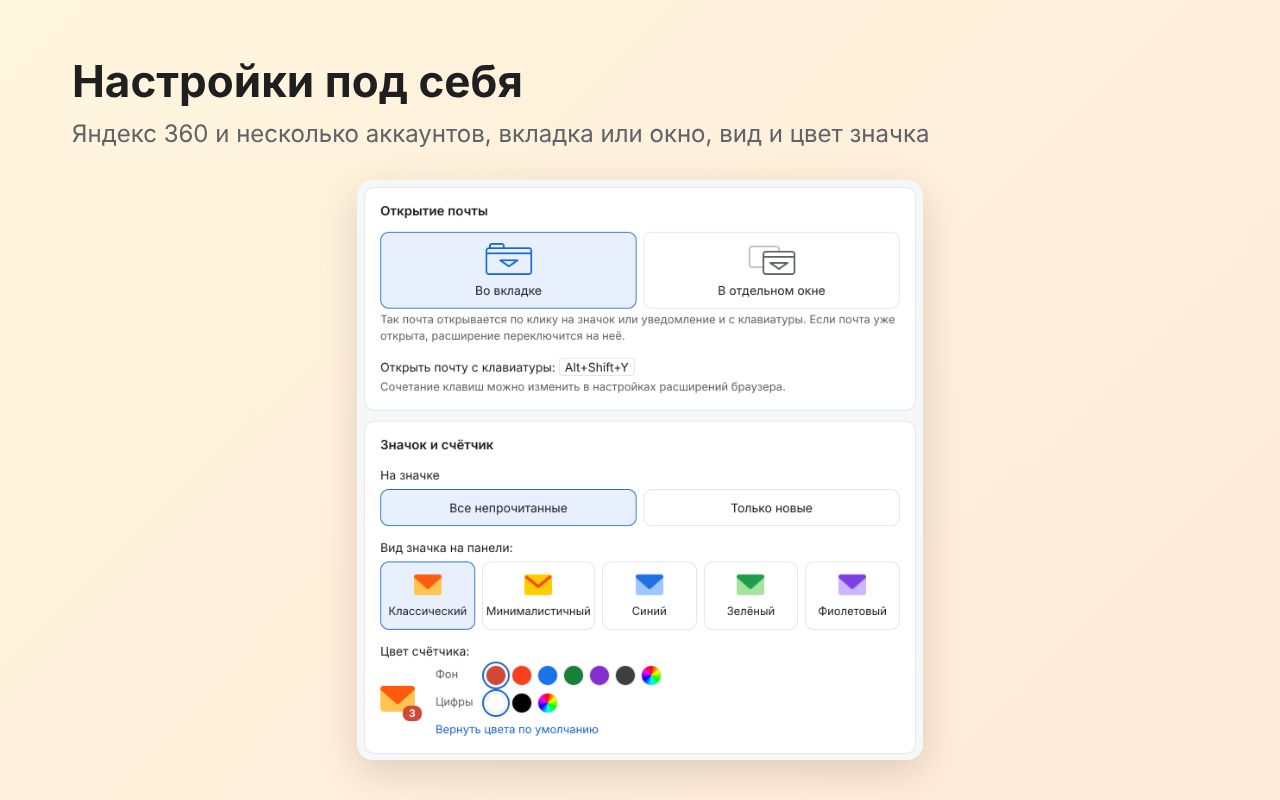 Настройки под себя
Яндекс 360 и несколько аккаунтов, вкладка или окно, вид и цвет значка
Открытие почты
Во вкладке
В отдельном окне
Так почта открывается по клику на значок или уведомление и с клавиатуры. Если почта уже
открыта, расширение переключится на неё.
Открыть почту с клавиатуры: Alt+Shift+Y
Сочетание клавиш можно изменить в настройках расширений браузера.
Значок и счётчик
На значке
Все непрочитанные
Только новые
Вид значка на панели:
Классический
Минималистичный
Синий
Зелёный
Фиолетовый
Цвет счётчика:
Фон
3
Цифры
Вернуть цвета по умолчанию